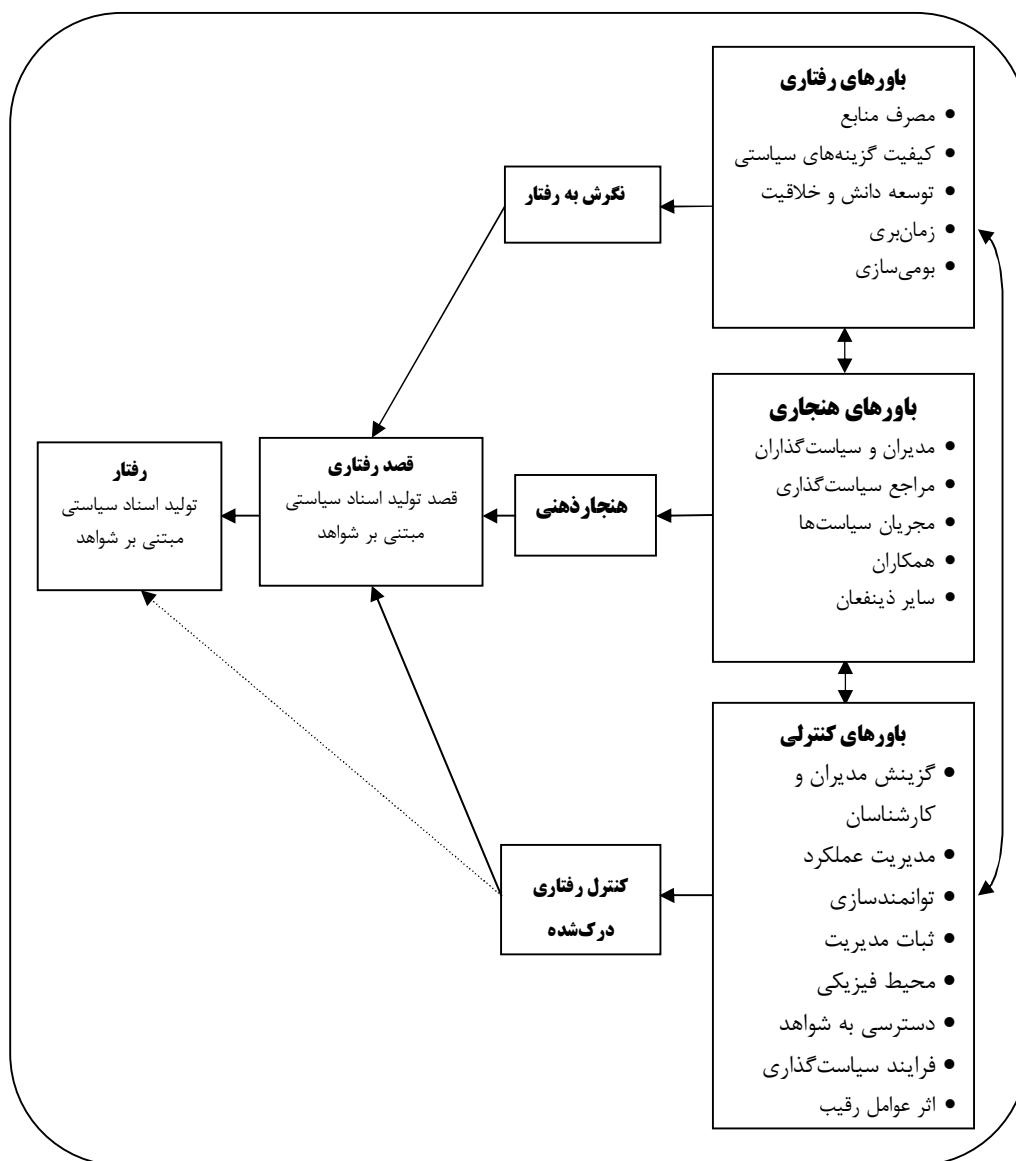 باورهای رفتاری
• مصرف منابع
• کیفیت گزینه‌های سیاستی
• توسعه دانش و خلاقیت
• زمان‌بری
• بومی‌سازی
نگرش به رفتار
باورهای هنجاری
• مدیران و سیاست‌گذاران
• مراجع سیاست‌گذاری
• مجریان سیاست‌ها
• همکاران
• سایر ذینفعان
هنجارذهنی
قصد رفتاری
قصد تولید اسناد سیاستی
مبتنی بر شواهد
رفتار
تولید اسناد سیاستی
مبتنی بر شواهد
باورهای کنترلی
• گزینش مدیران و
کارشناسان
• مدیریت عملکرد
• توانمندسازی
• ثبات مدیریت
• محیط فیزیکی
• دسترسی به شواهد
• فرایند سیاست‌گذاری
• اثر عوامل رقیب
کنترل رفتاری
درک‌شده